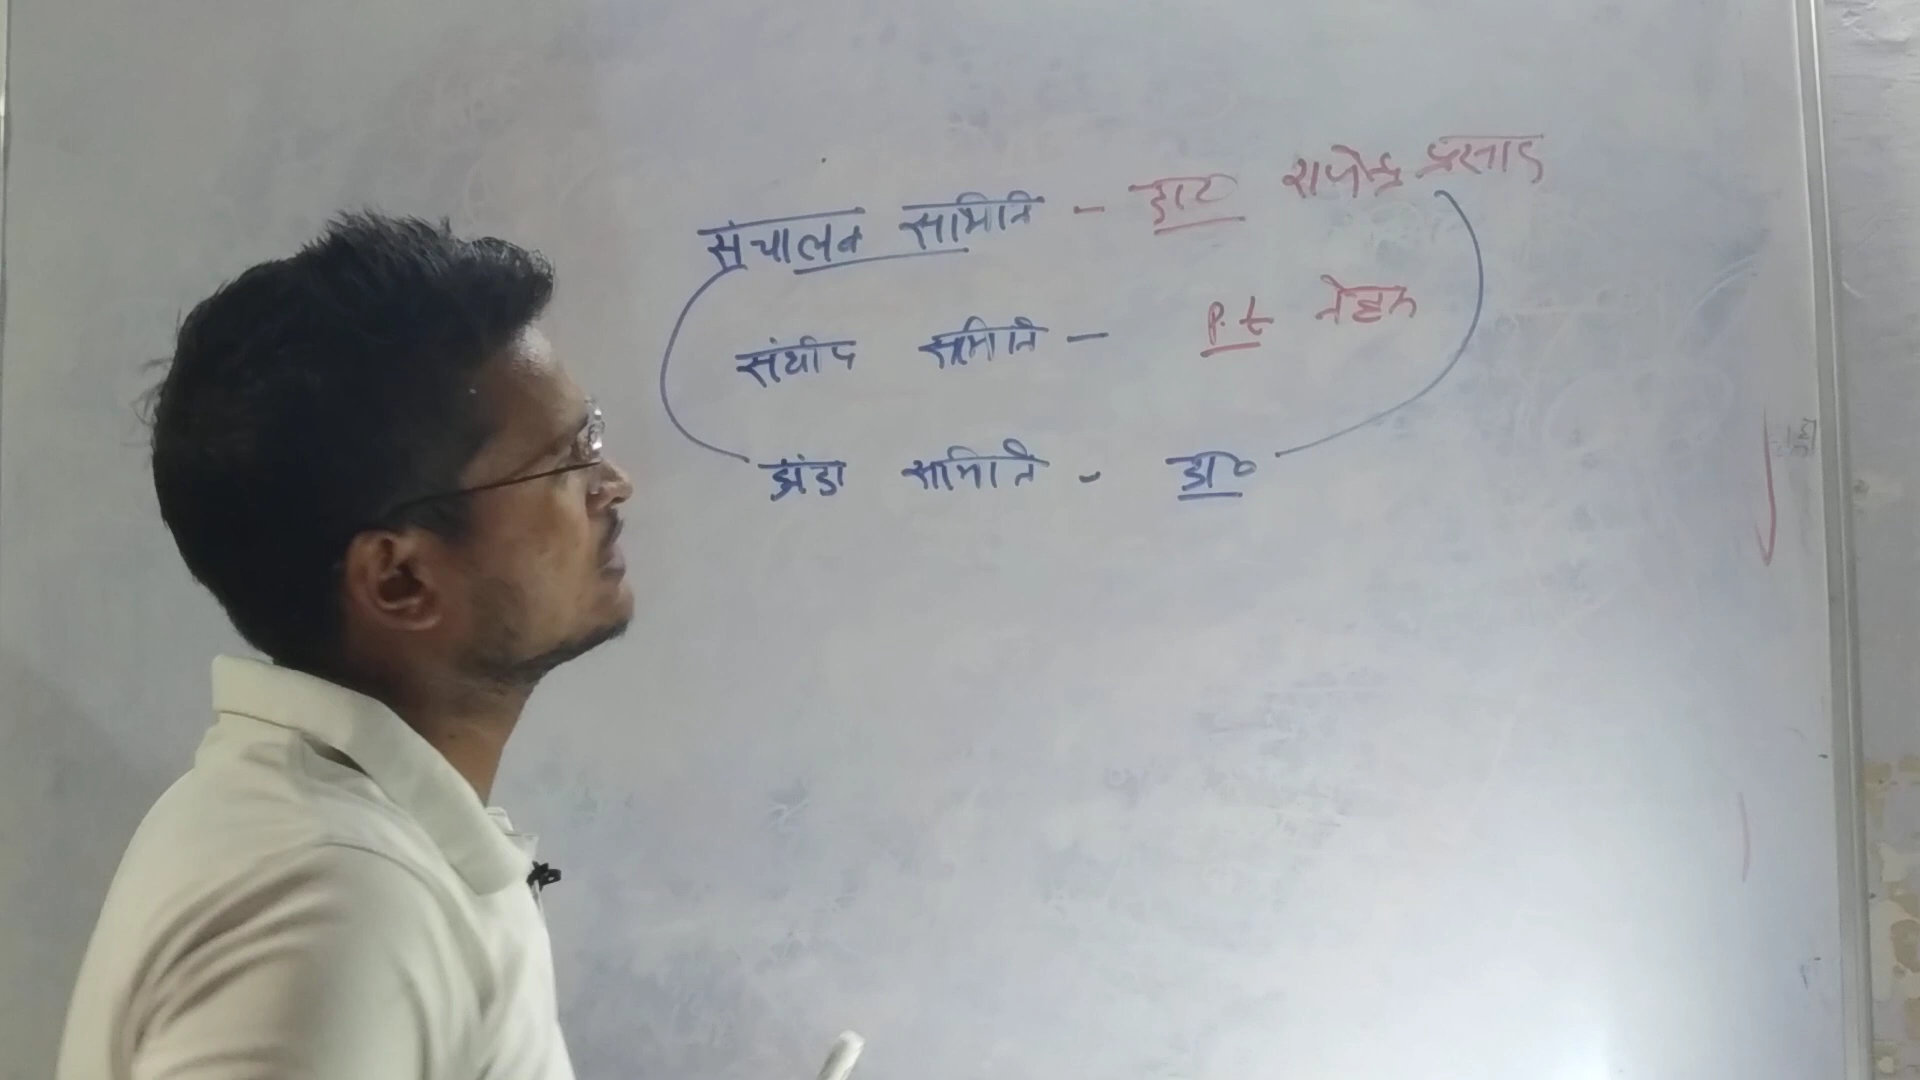 संचालन समिति - डा० राजेन्द्र प्रसाद
संघीय समिति - P.t नेहरू
झंडा समिति - डा०